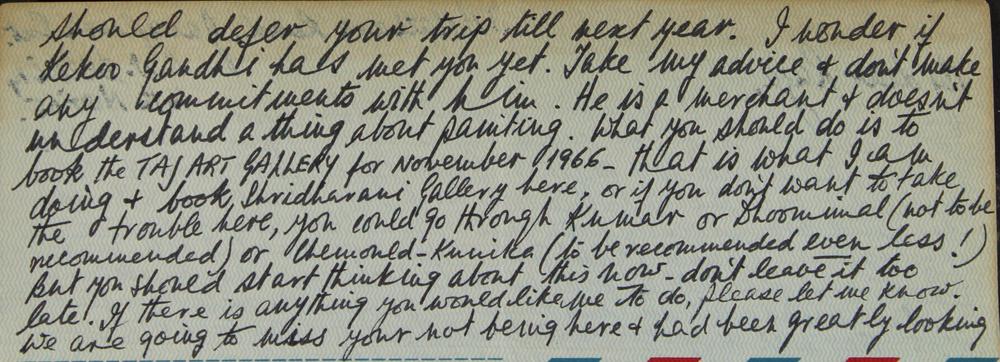 should defer your trip till next year. I wonder if
Kekoo Gandhi has met you yet. Take my advice & don't make
any commitments with him. He is a merchant & doesn't
understand a thing about painting. What you should do is to
book the TAJ ART GALLERY for November 1966 - that is what I am
doing & book Shridharani Gallery here, or if you don't want to take
the trouble here, you could go through Kumar or Dhoomimal (not to be
recommended) or Chemould-Kunika (to be recommended even less!)
But you should start thinking about this now - don't leave it too
late. If there is anything you would like me to do, please let me know.
We are going to miss your not being here & had been greatly looking